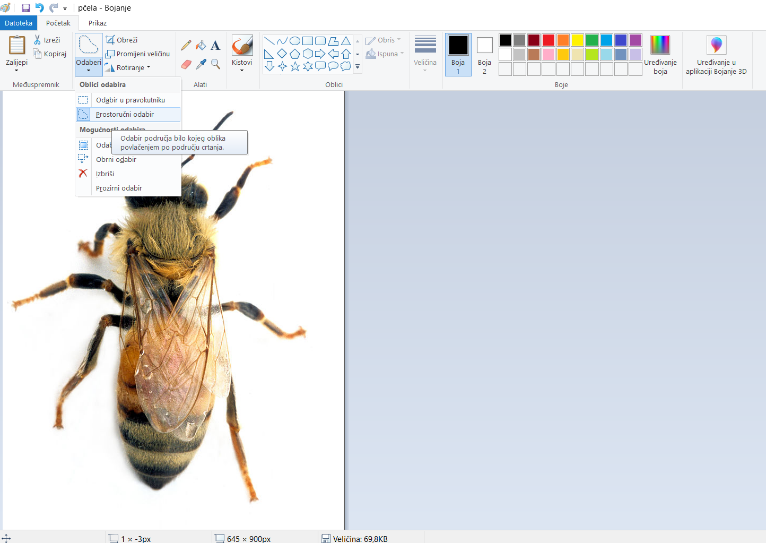 pčela - Bojanje
Datoteka Početak Prikaz
Zalijepi
Izreži
Kopiraj
Međuspremnik
Odaberi
Obreži
Promijeni veličinu
Rotiranje
Alati
Kistovi
Oblici
Obris
Ispuna
Veličina
Boja
1
Boja
2
Boje
Uređivanje
boja
Uređivanje u
aplikaciji Bojanje 3D
Oblici odabira
Odabir u pravokutniku
Prostoručni odabir
Mogućnosti odabira
Odabir područja bilo kojeg oblika
povlačenjem po području crtanja.
Obrni odabir
Izbriši
Prozirni odabir
1 × -3px
645 × 900px
Veličina: 69,8KB